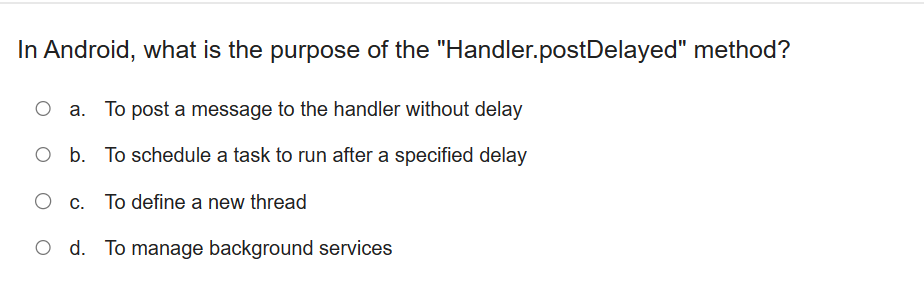 In Android, what is the purpose of the "Handler.postDelayed" method?
a. To post a message to the handler without delay
b. To schedule a task to run after a specified delay
c. To define a new thread
d. To manage background services